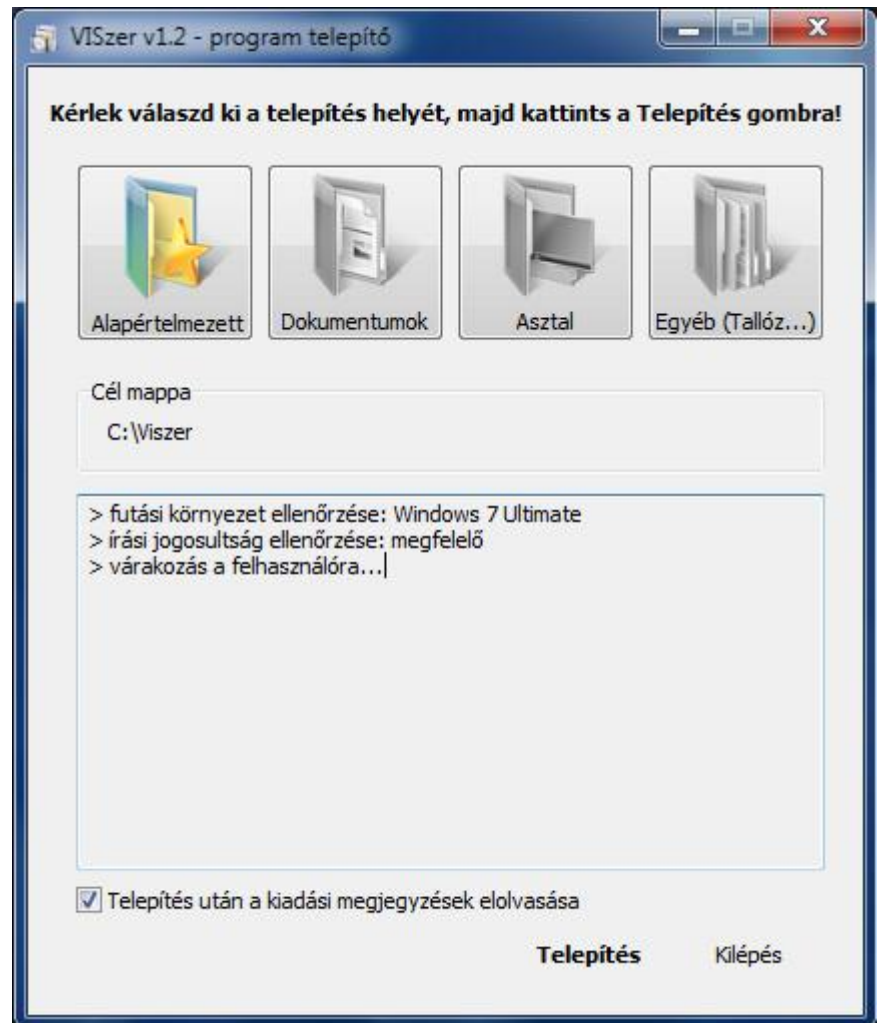 VISzer v1.2 - program telepítő
Kérlek válaszd ki a telepítés helyét, majd kattints a Telepítés gombra!
Alapértelmezett
Dokumentumok
Asztal
Egyéb (Tallóz...)
Cél mappa
C:\Viszer
> futási környezet ellenőrzése: Windows 7 Ultimate
> írási jogosultság ellenőrzése: megfelelő
> várakozás a felhasználóra...
Telepítés után a kiadási megjegyzések elolvasása
Telepítés Kilépés